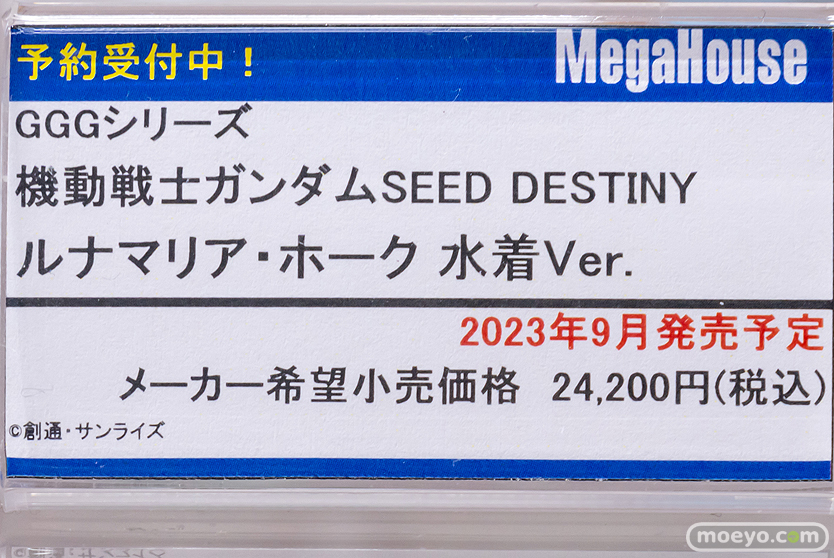 予約受付中！ MegaHouse
GGGシリーズ
機動戦士ガンダムSEED DESTINY
ルナマリア・ホーク 水着Ver.
2023年9月発売予定
メーカー希望小売価格 24,200円(税込)
©創通・サンライズ
moeyo.com